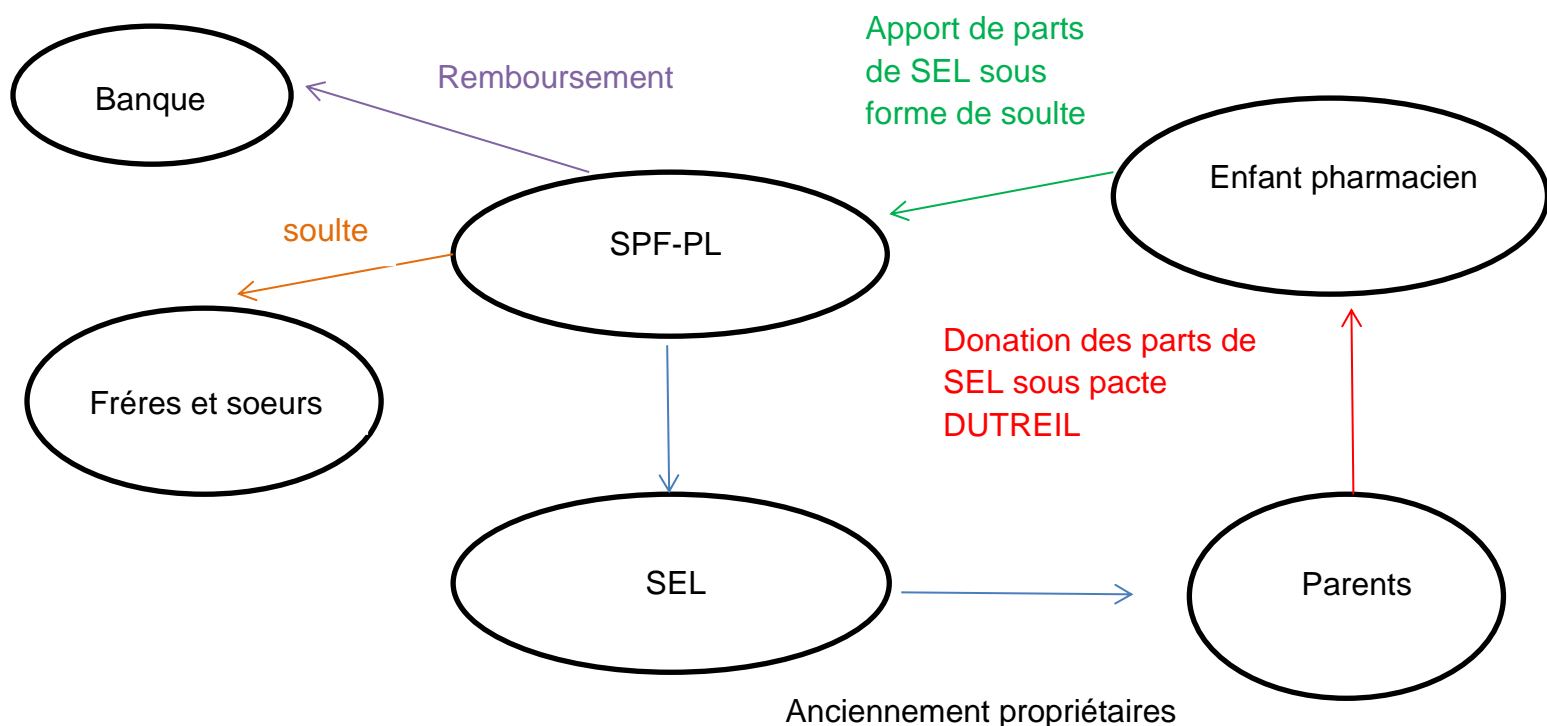 Apport de parts
de SEL sous
forme de soulte
Remboursement
Banque
Enfant pharmacien
soulte
SPF-PL
Donation des parts de
SEL sous pacte
DUTREIL
Fréres et soeurs
SEL
Parents
Anciennement propriétaires